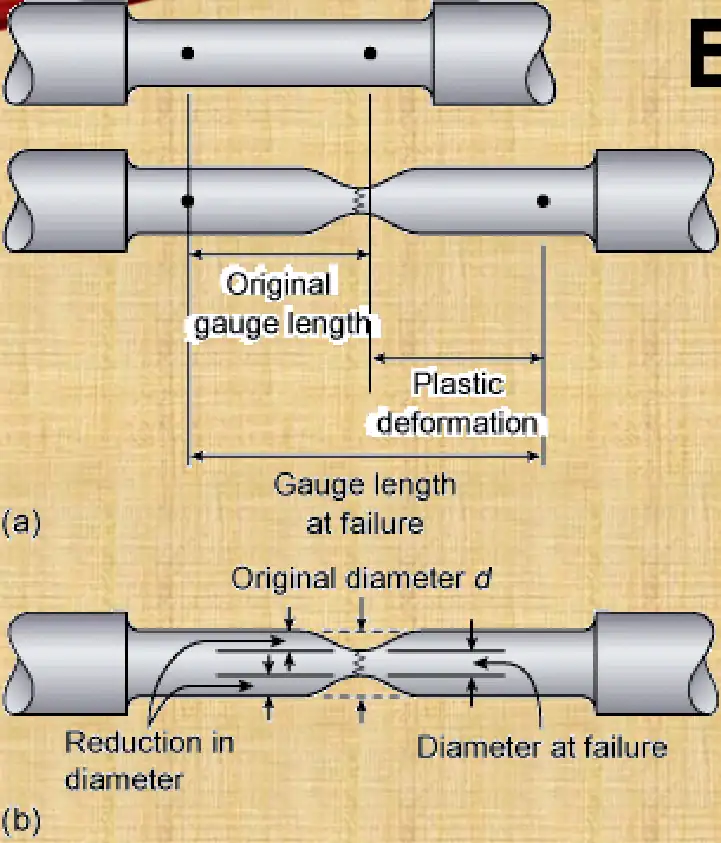 E
Original
gauge length
Plastic
deformation
Gauge length
at failure
(a)
Original diameter d
Reduction in
diameter
Diameter at failure
(b)